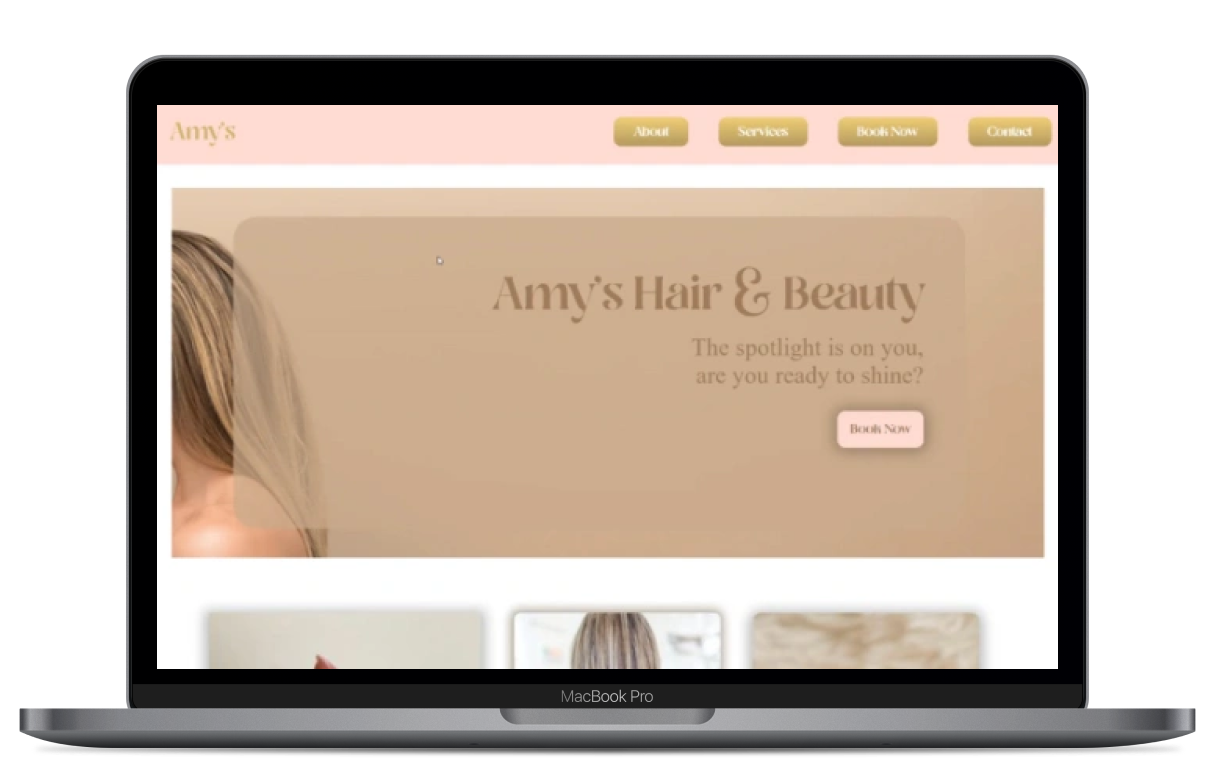 Amy's
About
Services
Book Now
Contact
Amy's Hair & Beauty
The spotlight is on you,
are you ready to shine?
Book Now
MacBook Pro